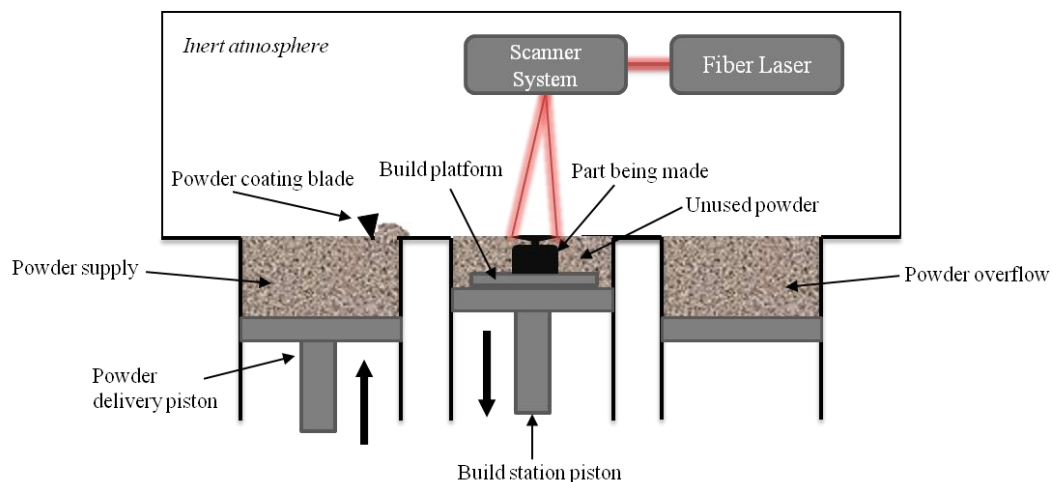 Inert atmosphere
Scanner
System
Fiber Laser
Build platform
Part being made
Powder coating blade
Unused powder
Powder supply
Powder overflow
Powder
delivery piston
Build station piston